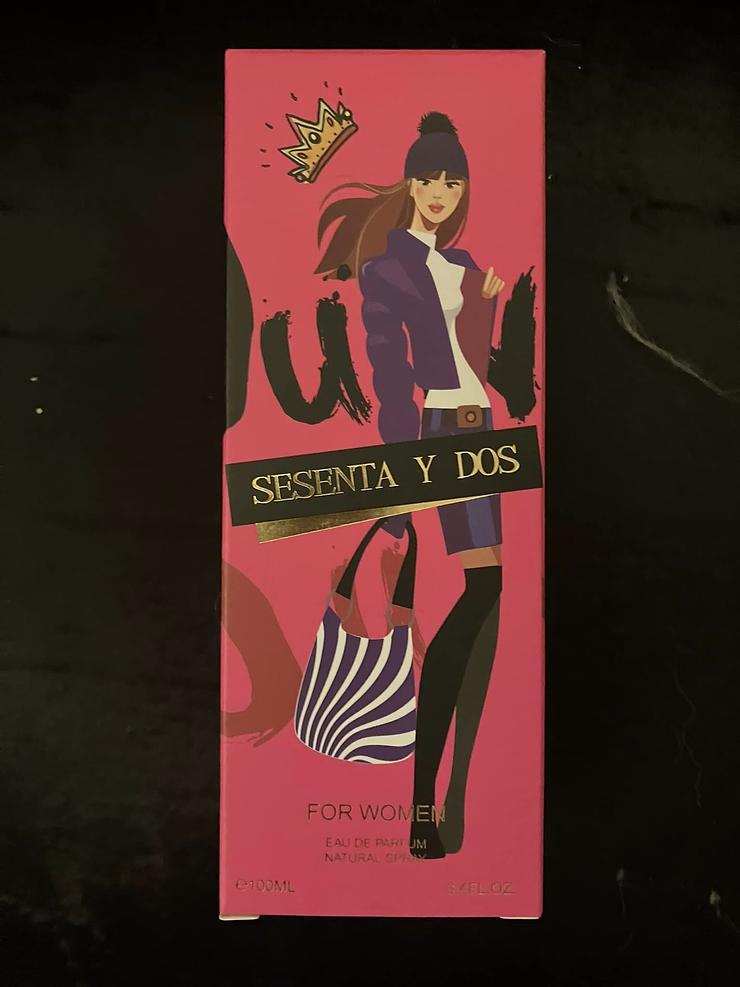 SESENTA Y DOS
FOR WOMEN
EAU DE PARFUM
NATURAL SPRAY
℮100ML
3.4FL OZ.